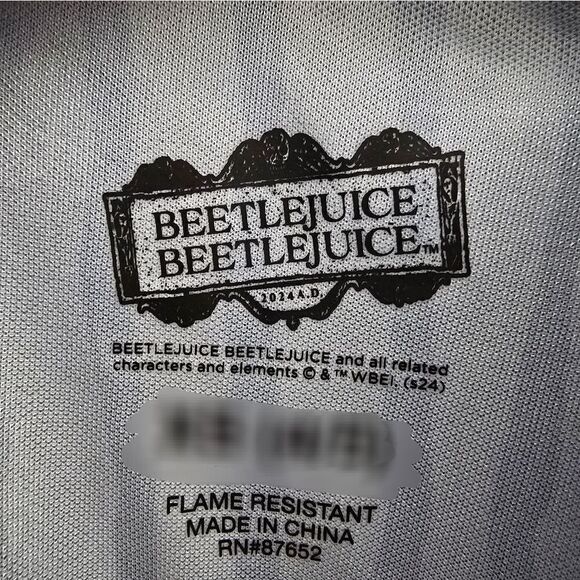 BEETLEJUICE
BEETLEJUICE™
2024 A.D.
BEETLEJUICE BEETLEJUICE and all related
characters and elements © & ™ WBEI. (s24)
FLAME RESISTANT
MADE IN CHINA
RN#87652